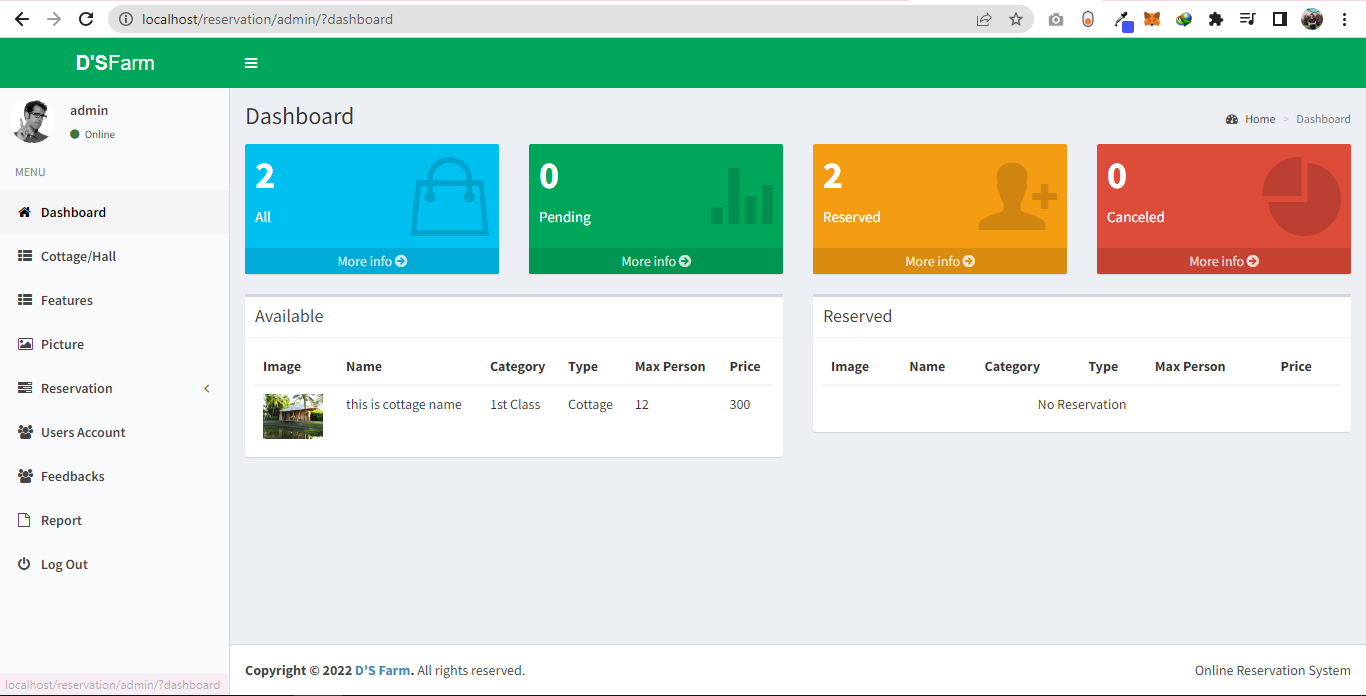 localhost/reservation/admin/?dashboard
D'SFarm
admin
Online
MENU
Dashboard
Cottage/Hall
Features
Picture
Reservation
Users Account
Feedbacks
Report
Log Out
Dashboard
Home > Dashboard
2
All
More info
0
Pending
More info
2
Reserved
More info
0
Canceled
More info
Available
Image Name Category Type Max Person Price
this is cottage name 1st Class Cottage 12 300
Reserved
Image Name Category Type Max Person Price
No Reservation
Copyright © 2022 D'S Farm. All rights reserved.
Online Reservation System
localhost/reservation/admin/?dashboard